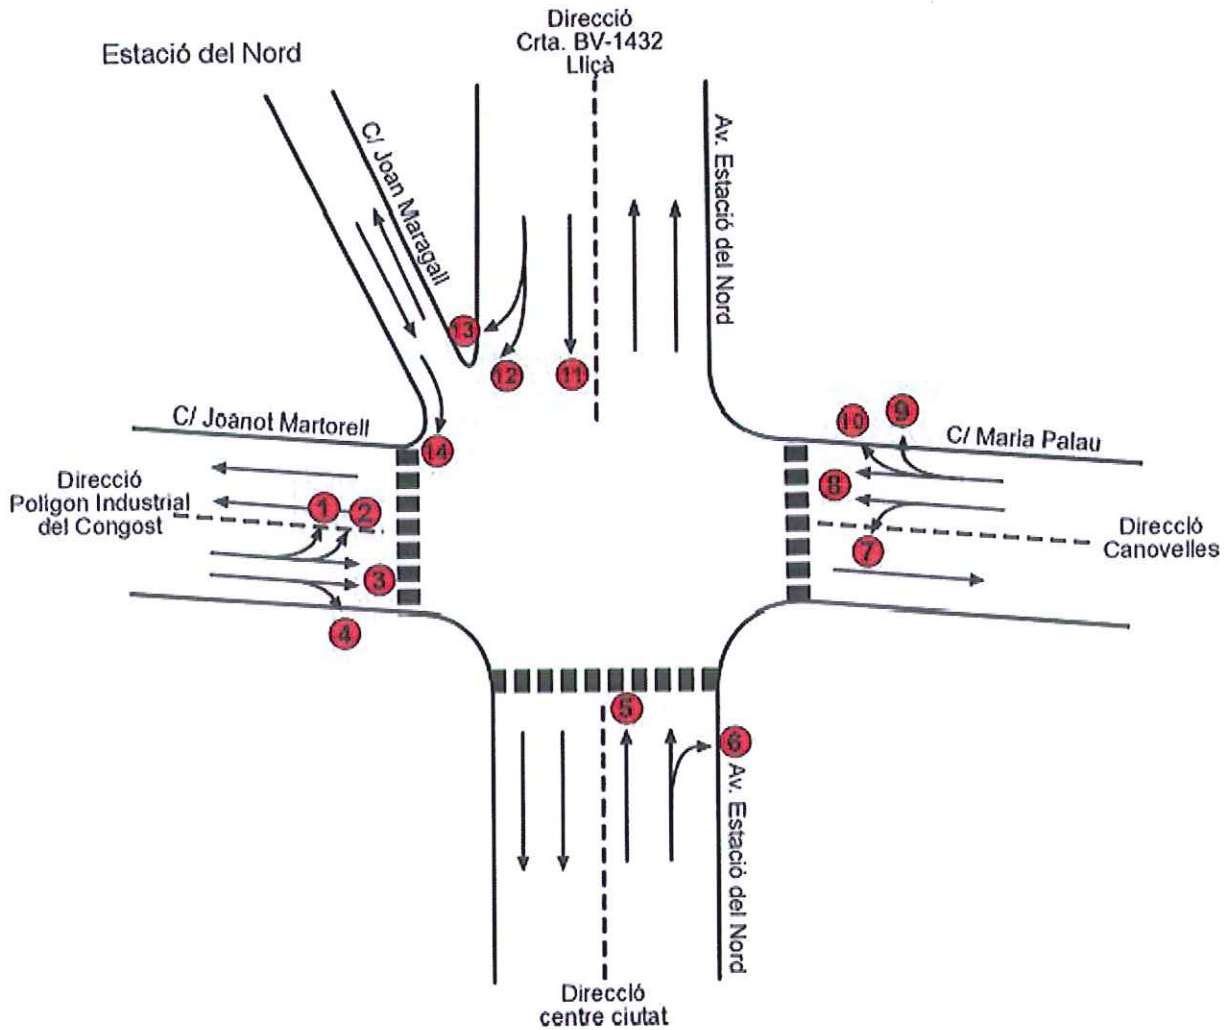 Direcció
Crta. BV-1432
Lliçà
Estació del Nord
C/ Joan Maragall
Av. Estació del Nord
13
12
11
C/ Joanot Martorell
14
10
9
C/ Maria Palau
Direcció
Polígon Industrial
del Congost
1
2
8
7
Direcció
Canovelles
3
4
5
6
Av. Estació del Nord
Direcció
centre ciutat